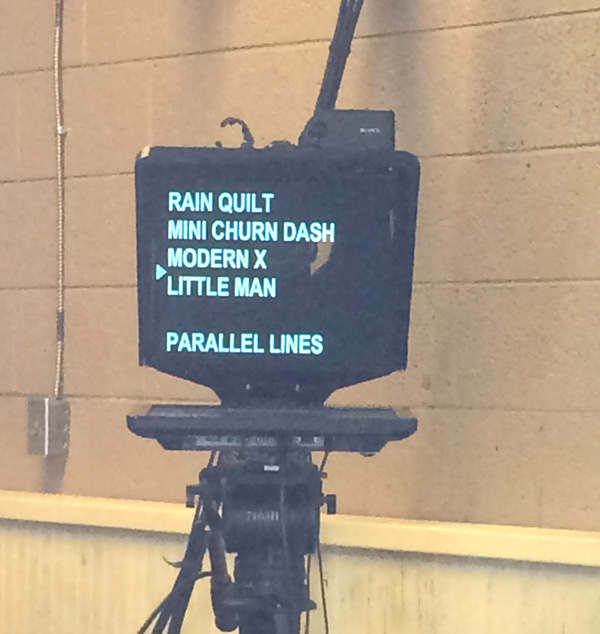 RAIN QUILT
MINI CHURN DASH
MODERN X
LITTLE MAN
PARALLEL LINES